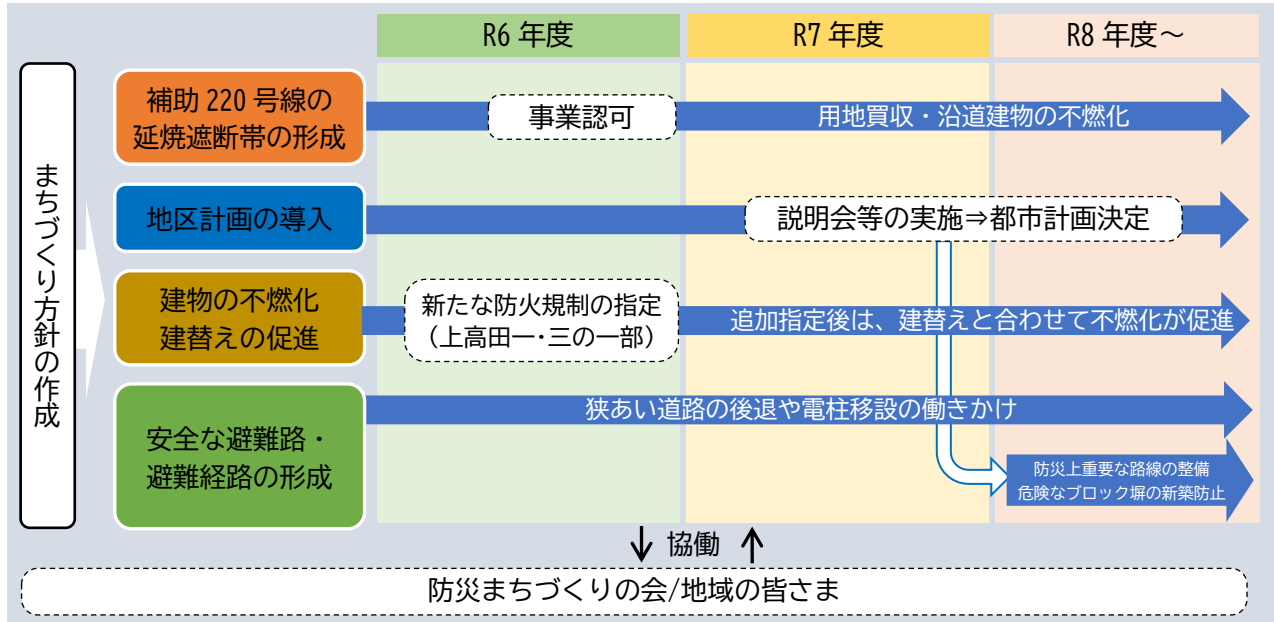 R6 年度
R7 年度
R8 年度～
まちづくり方針の作成
補助 220 号線の
延焼遮断帯の形成
事業認可
用地買収・沿道建物の不燃化
地区計画の導入
説明会等の実施⇒都市計画決定
建物の不燃化
建替えの促進
新たな防火規制の指定
（上高田一・三の一部）
追加指定後は、建替えと合わせて不燃化が促進
安全な避難路・
避難経路の形成
狭あい道路の後退や電柱移設の働きかけ
防災上重要な路線の整備
危険なブロック塀の新築防止
協働
防災まちづくりの会/地域の皆さま